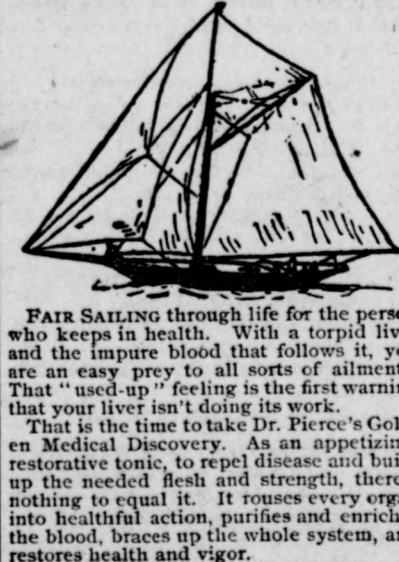 FAIR SAILING through life for the perso
who keeps in health. With a torpid live
and the impure blood that follows it, yo
are an easy prey to all sorts of ailment
That "used-up" feeling is the first warnin
that your liver isn't doing its work.
That is the time to take Dr. Pierce's Gol
en Medical Discovery. As an appetizin
restorative tonic, to repel disease and bui
up the needed flesh and strength, there
nothing to equal it. It rouses every orga
into healthful action, purifies and enrich
the blood, braces up the whole system, a
restores health and vigor.